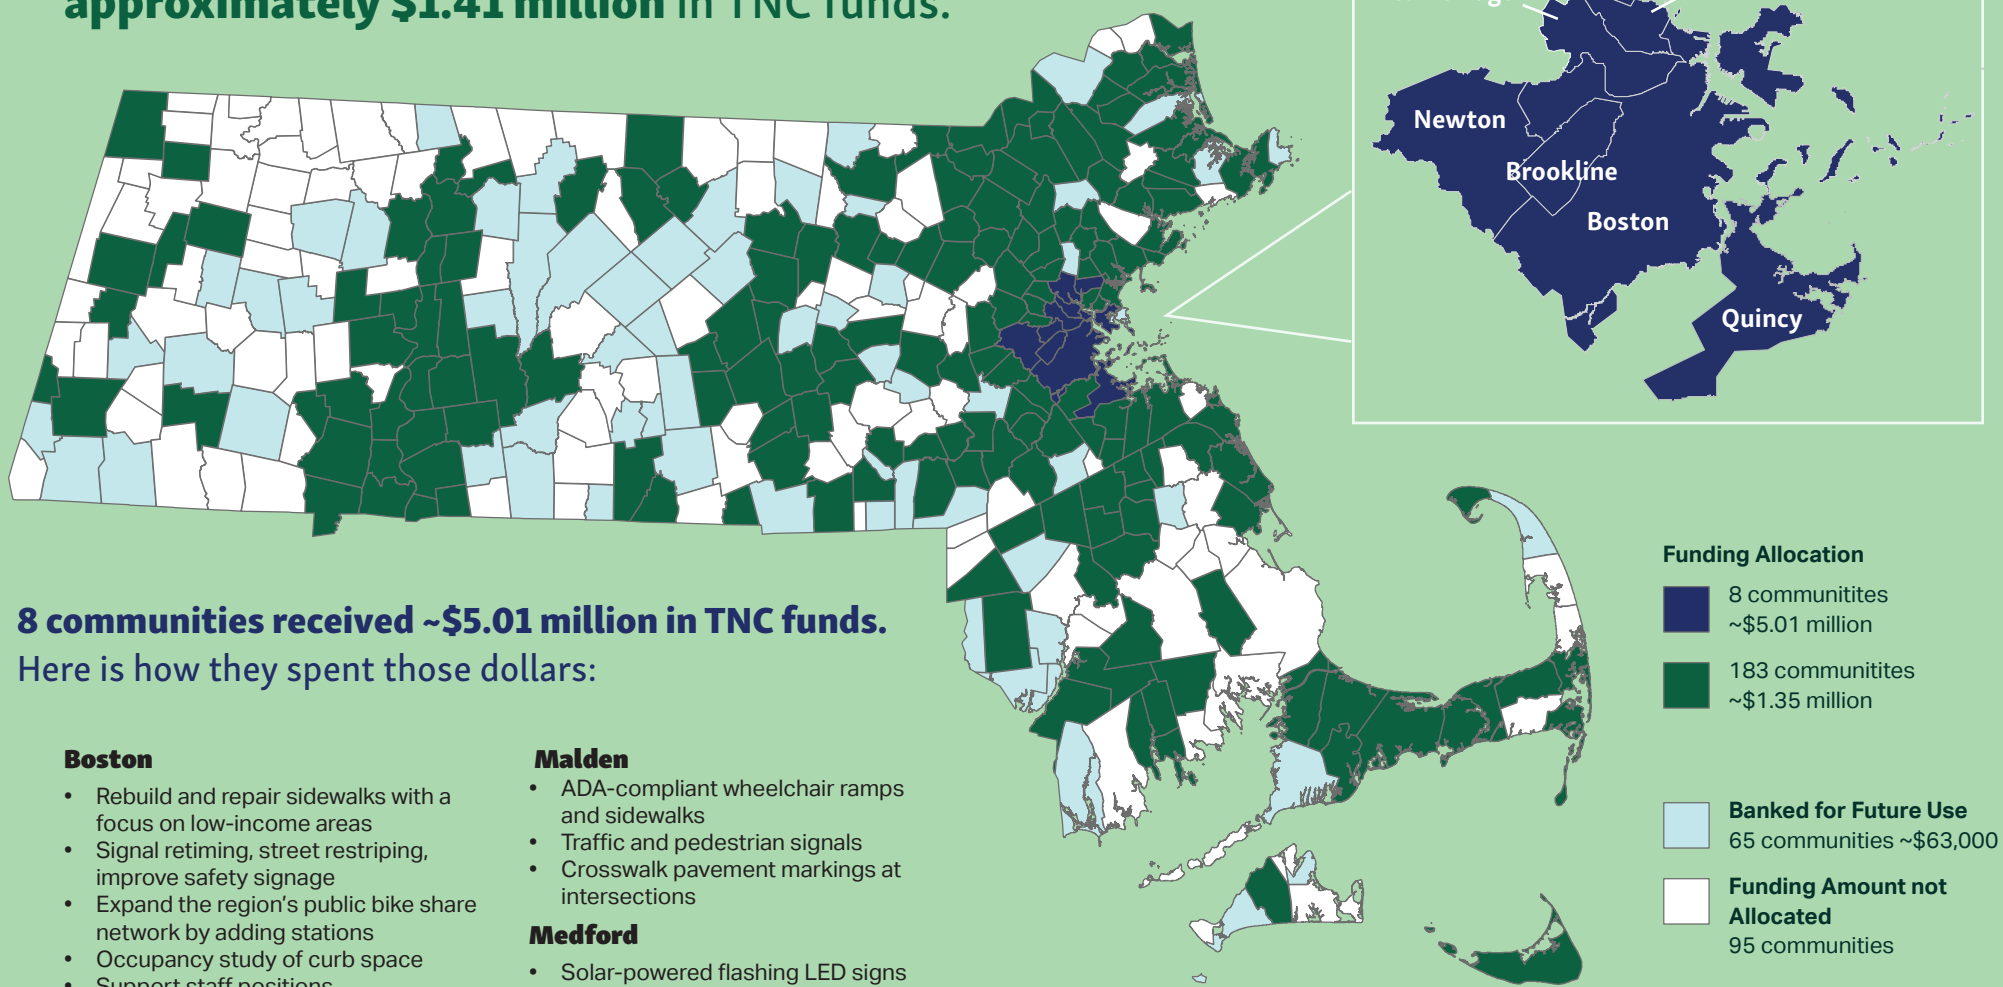 approximately $1.41 million in TNC funds.
Newton
Brookline
Boston
Quincy
Funding Allocation
8 communitites
~$5.01 million
183 communitites
~$1.35 million
Banked for Future Use
65 communities ~$63,000
Funding Amount not
Allocated
95 communities
8 communities received ~$5.01 million in TNC funds.
Here is how they spent those dollars:
Boston
• Rebuild and repair sidewalks with a
focus on low-income areas
• Signal retiming, street restriping,
improve safety signage
• Expand the region's public bike share
network by adding stations
• Occupancy study of curb space
• Support staff positions
Malden
• ADA-compliant wheelchair ramps
and sidewalks
• Traffic and pedestrian signals
• Crosswalk pavement markings at
intersections
Medford
• Solar-powered flashing LED signs